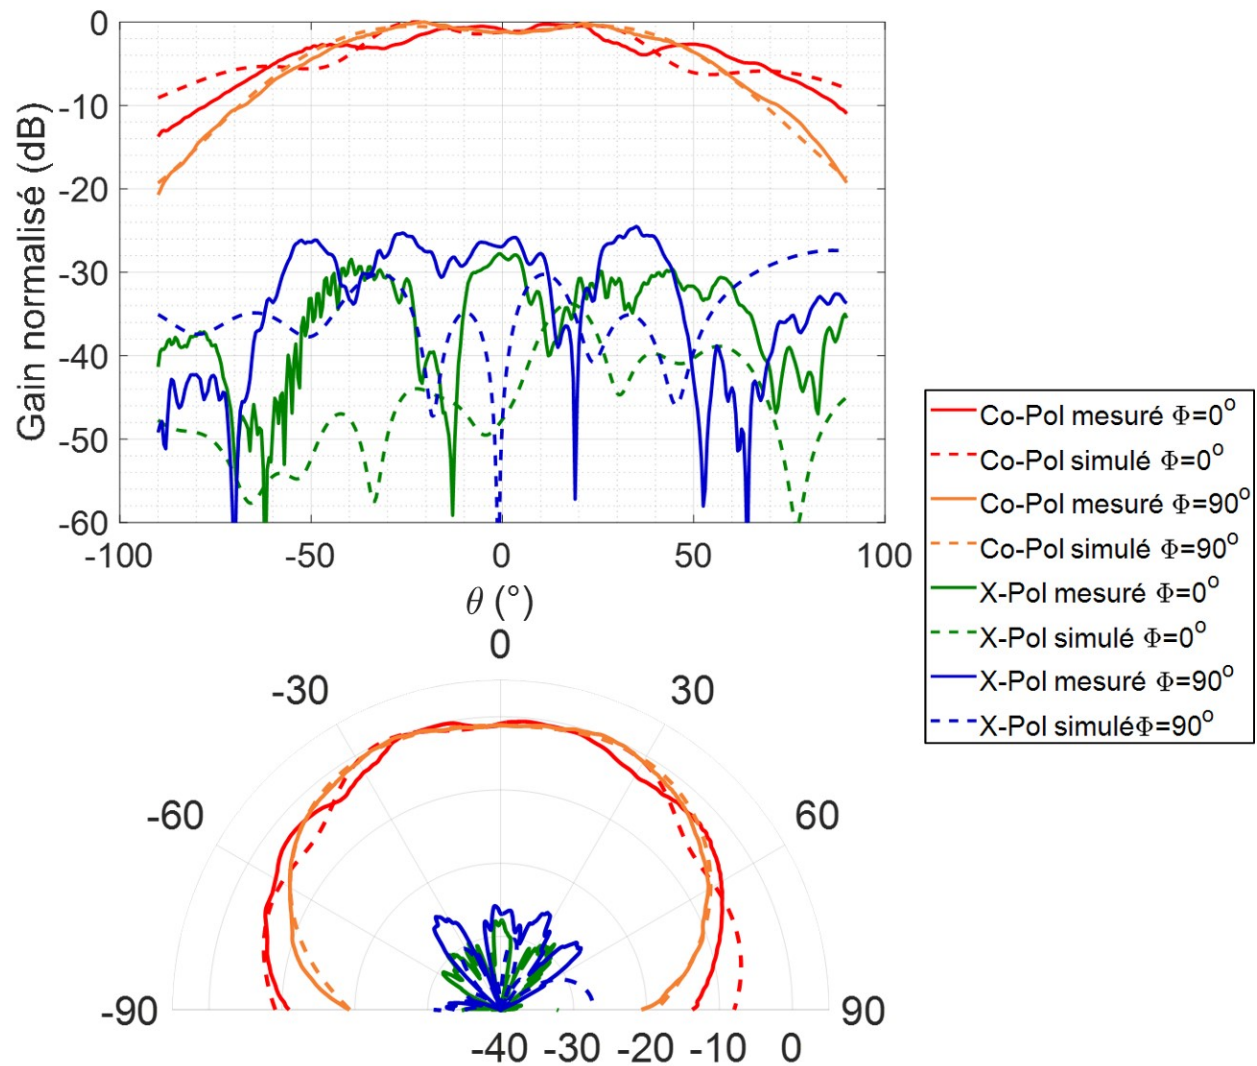 Gain normalisé (dB)
0
-10
-20
-30
-40
-50
-60
-100 -50 0 50 100
θ (°)
Co-Pol mesuré Φ=0°
Co-Pol simulé Φ=0°
Co-Pol mesuré Φ=90°
Co-Pol simulé Φ=90°
X-Pol mesuré Φ=0°
X-Pol simulé Φ=0°
X-Pol mesuré Φ=90°
X-Pol simuléΦ=90°
0
-30 30
-60 60
-90 90
-40 -30 -20 -10 0